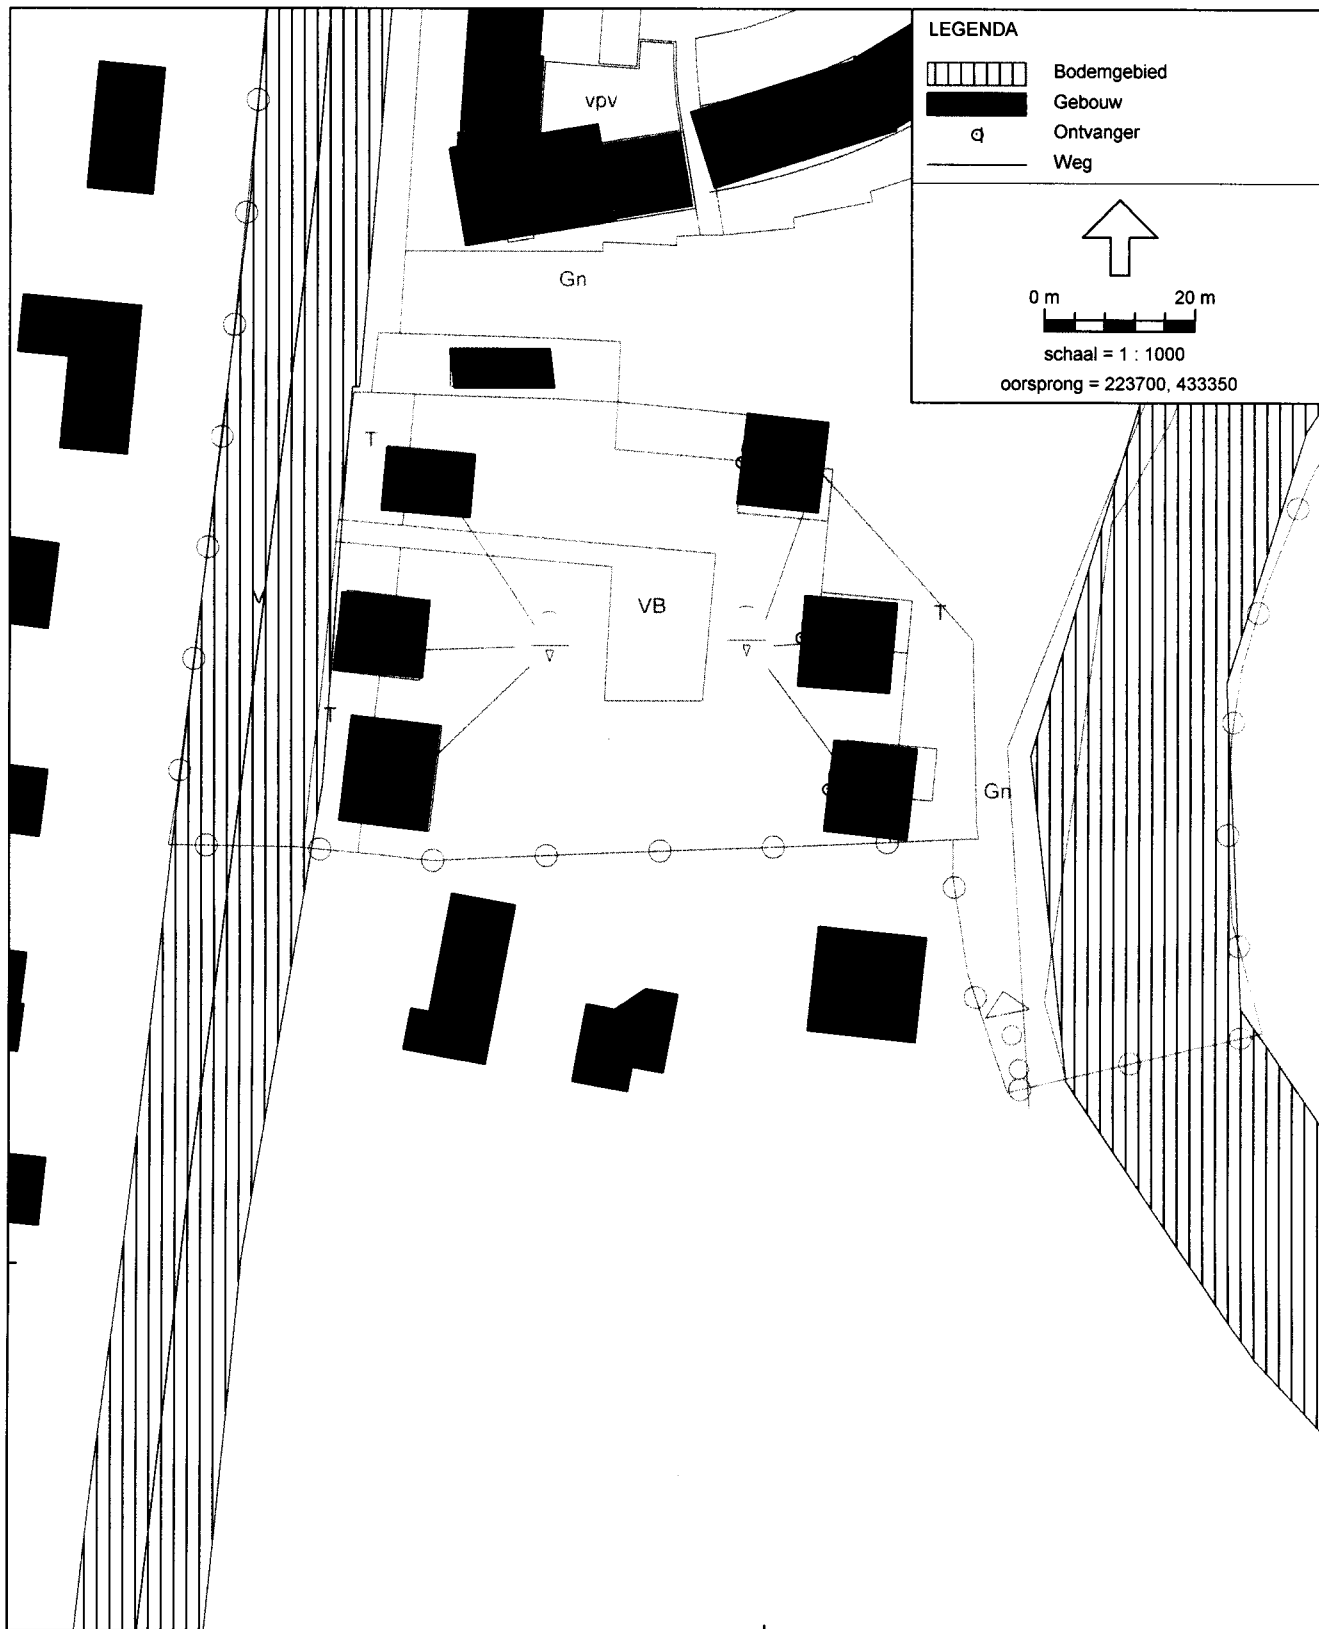 LEGENDA
Bodemgebied
Gebouw
Ontvanger
Weg
0 m 20 m
schaal = 1 : 1000
oorsprong = 223700, 433350
vpv
Gn
T
VB
T
T
Gn